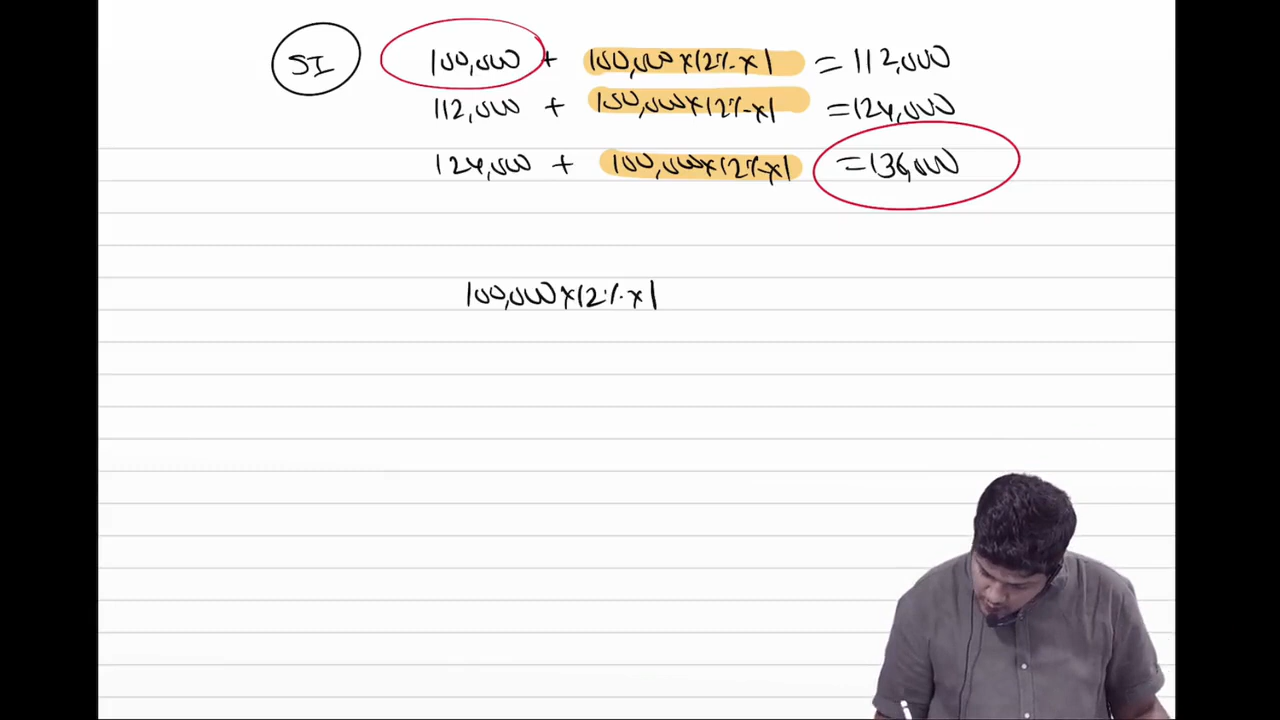 SI 100,000 + 100,000 x 12% x 1 = 112,000
112,000 + 100,000 x 12% x 1 = 124,000
124,000 + 100,000 x 12% x 1 = 136,000
100,000 x 12% x 1